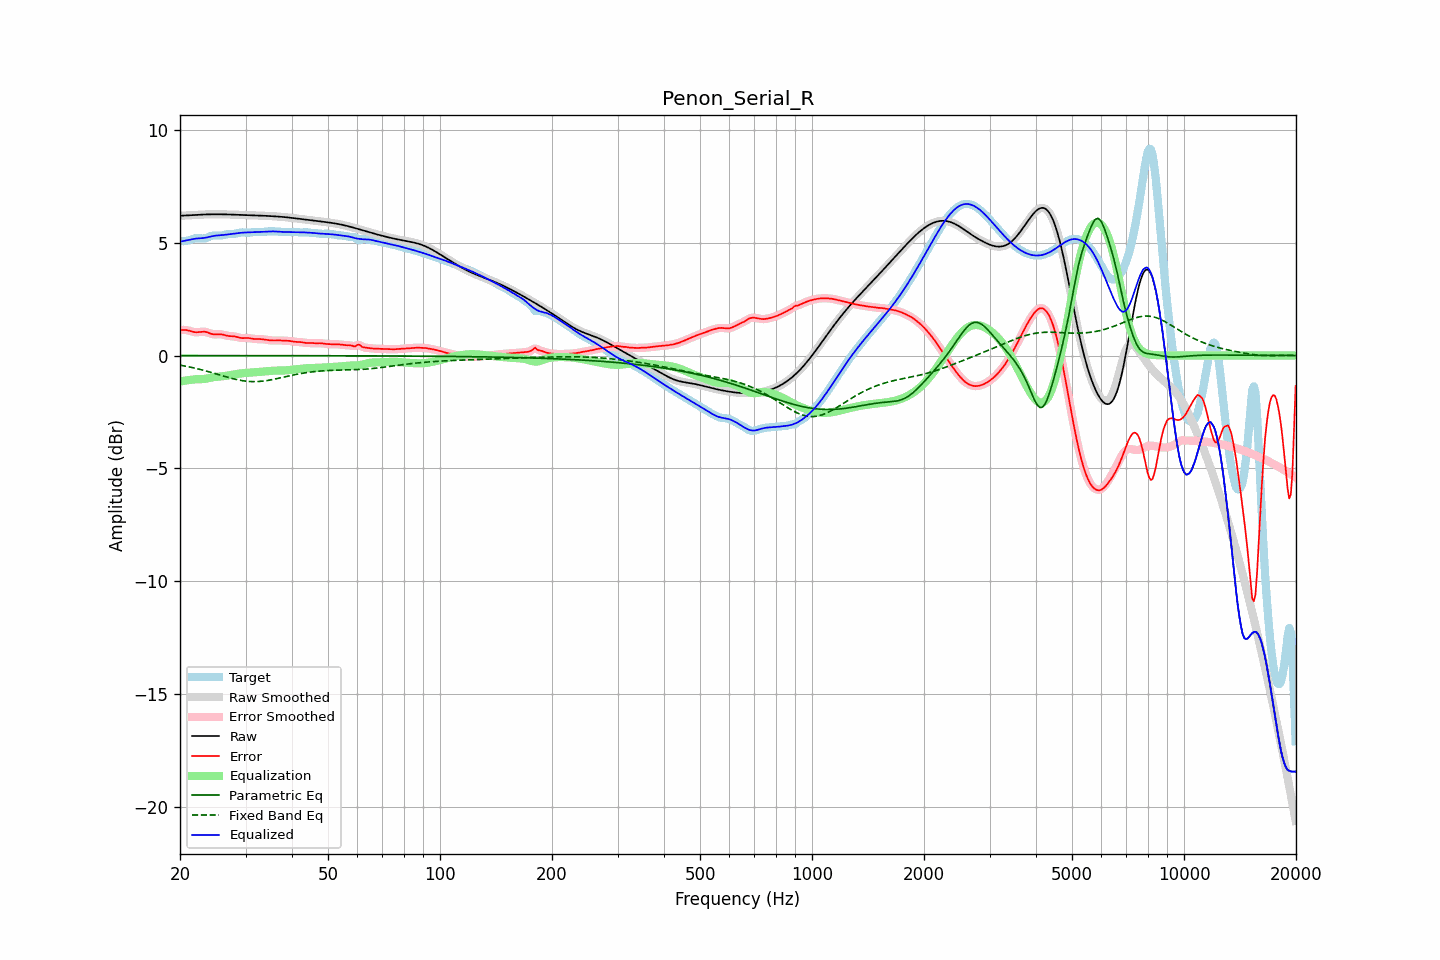 Penon_Serial_R
10
5
0
−5
−10
−15
−20
Amplitude (dBr)
Target
Raw Smoothed
Error Smoothed
Raw
Error
Equalization
Parametric Eq
Fixed Band Eq
Equalized
20 50 100 200 500 1000 2000 5000 10000 20000
Frequency (Hz)